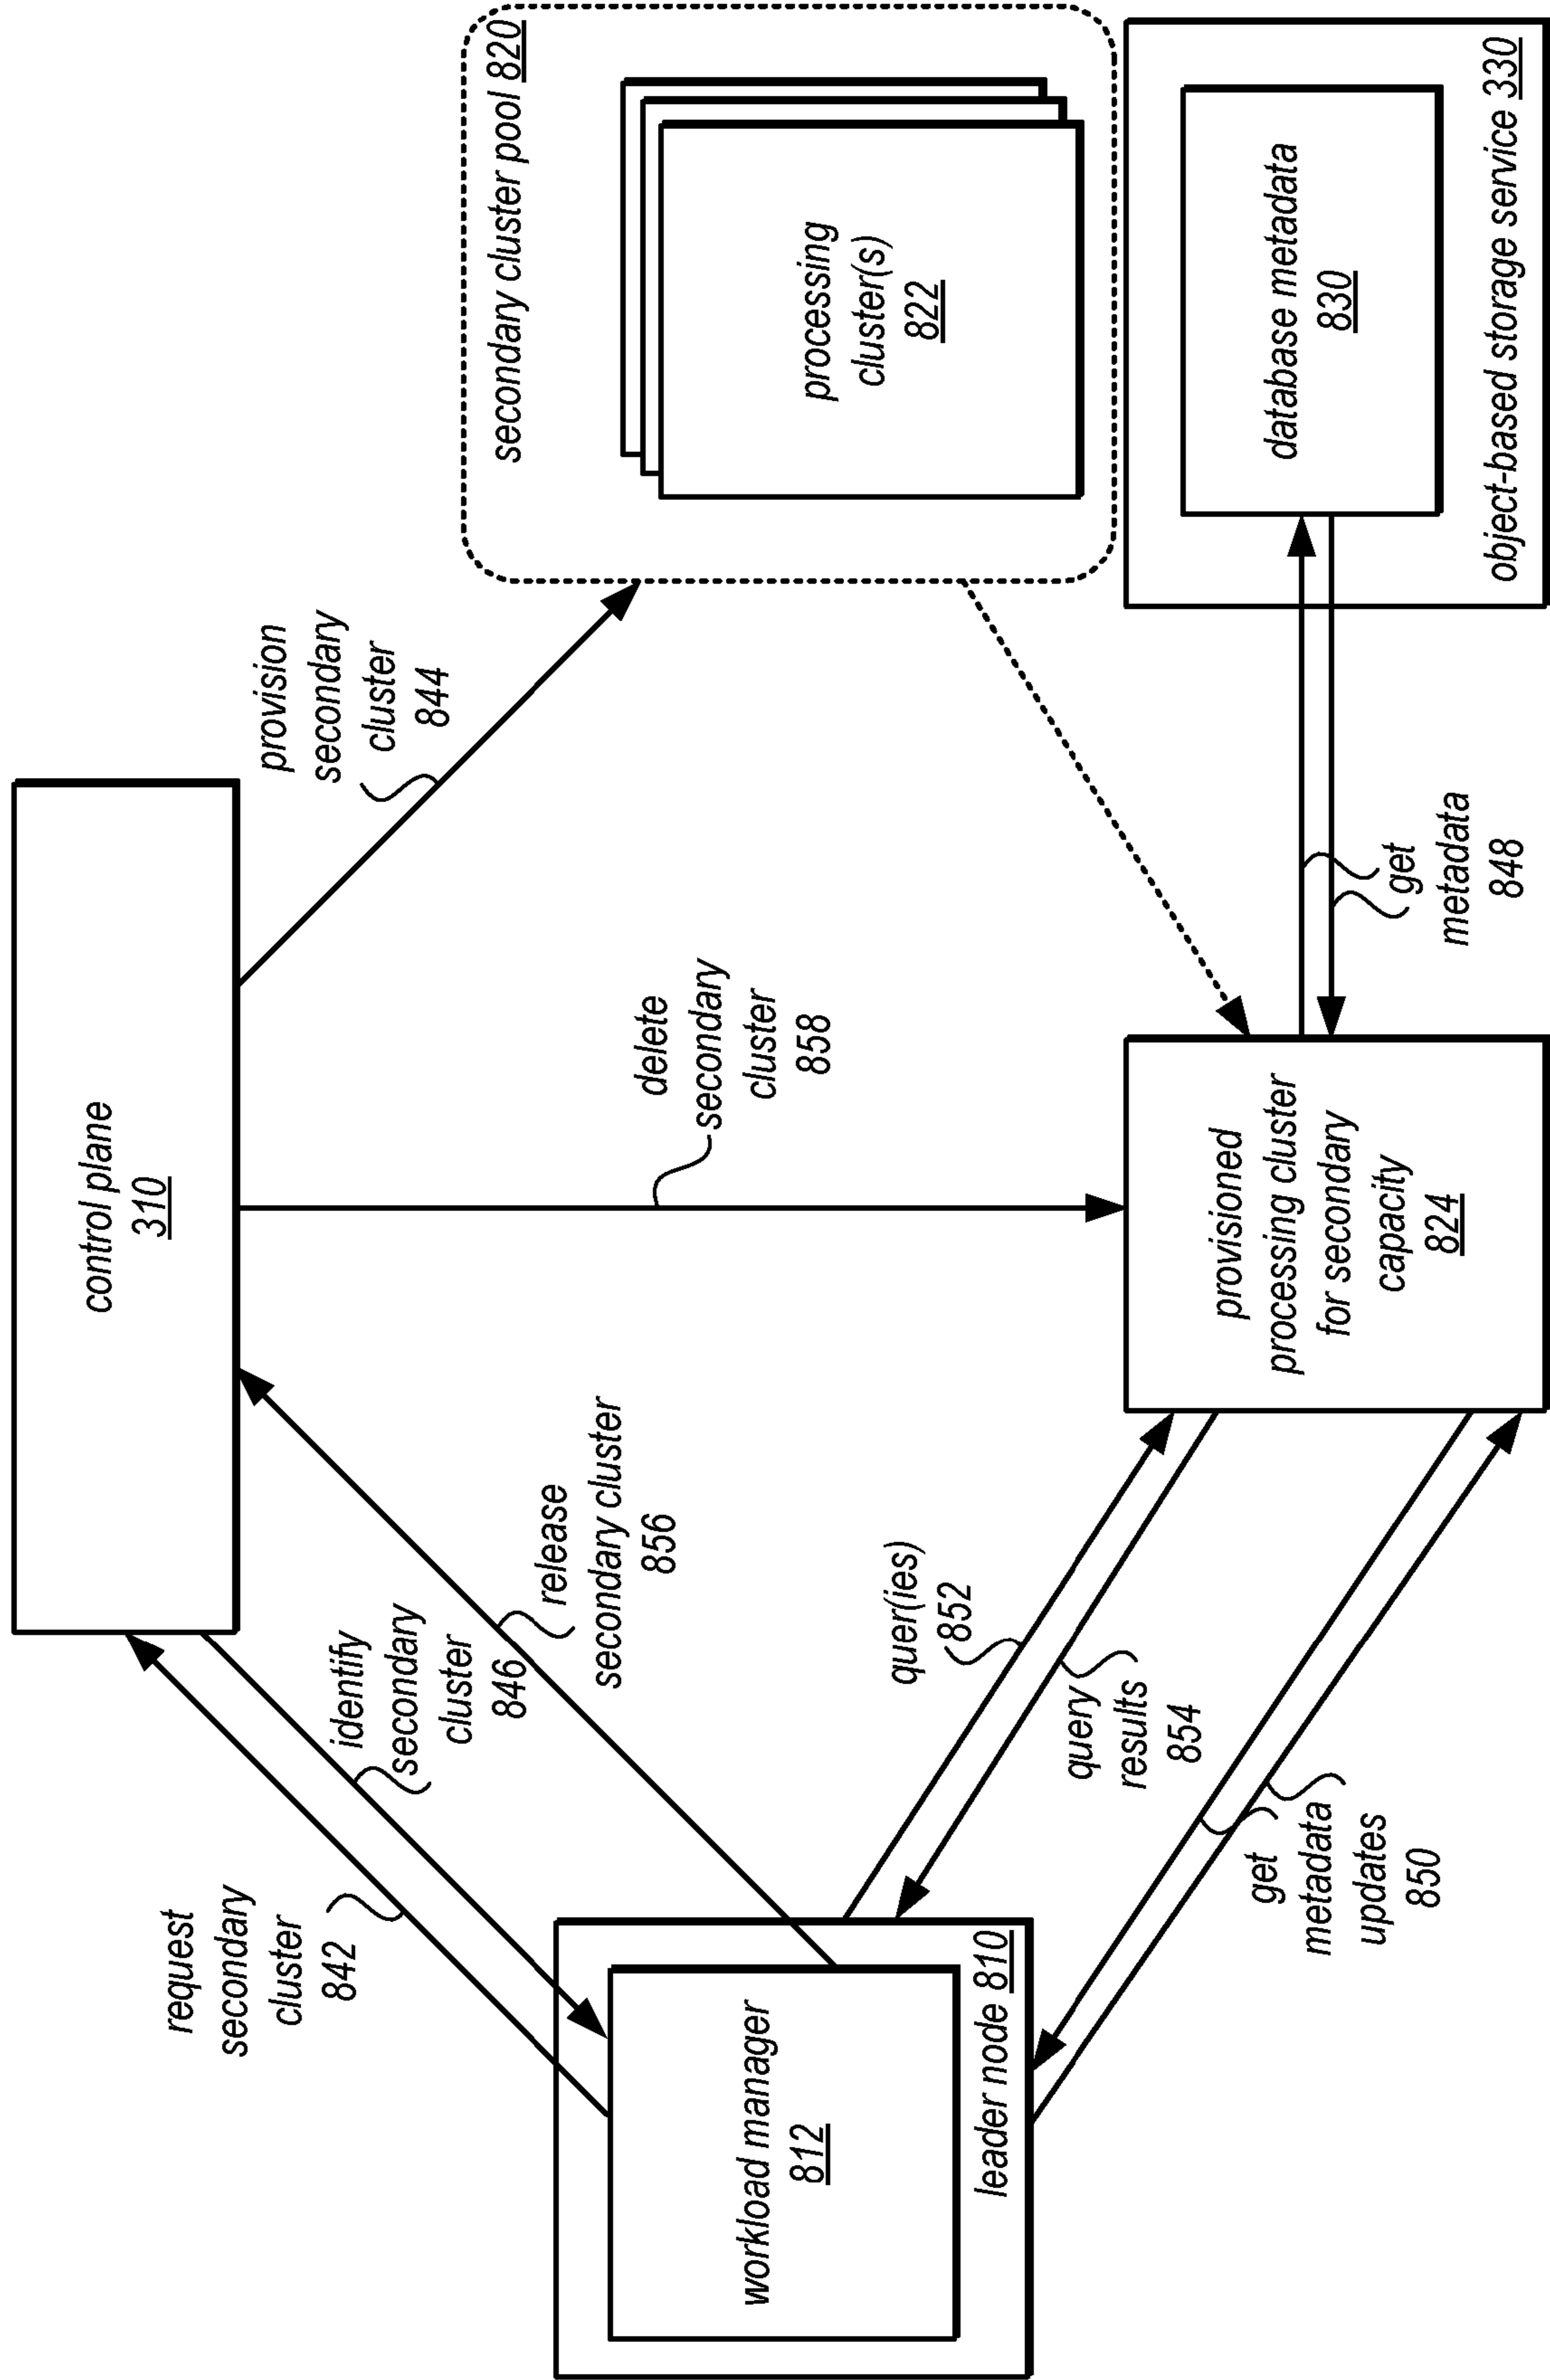 control plane
310
request
secondary
cluster
842
identify
secondary
cluster
846
release
secondary cluster
856
delete
secondary
cluster
858
provision
secondary
cluster
844
secondary cluster pool 820
processing
cluster(s)
822
workload manager
812
leader node 810
quer(ies)
852
query
results
854
get
metadata
updates
850
provisioned
processing cluster
for secondary
capacity
824
get
metadata
848
database metadata
830
object-based storage service 330